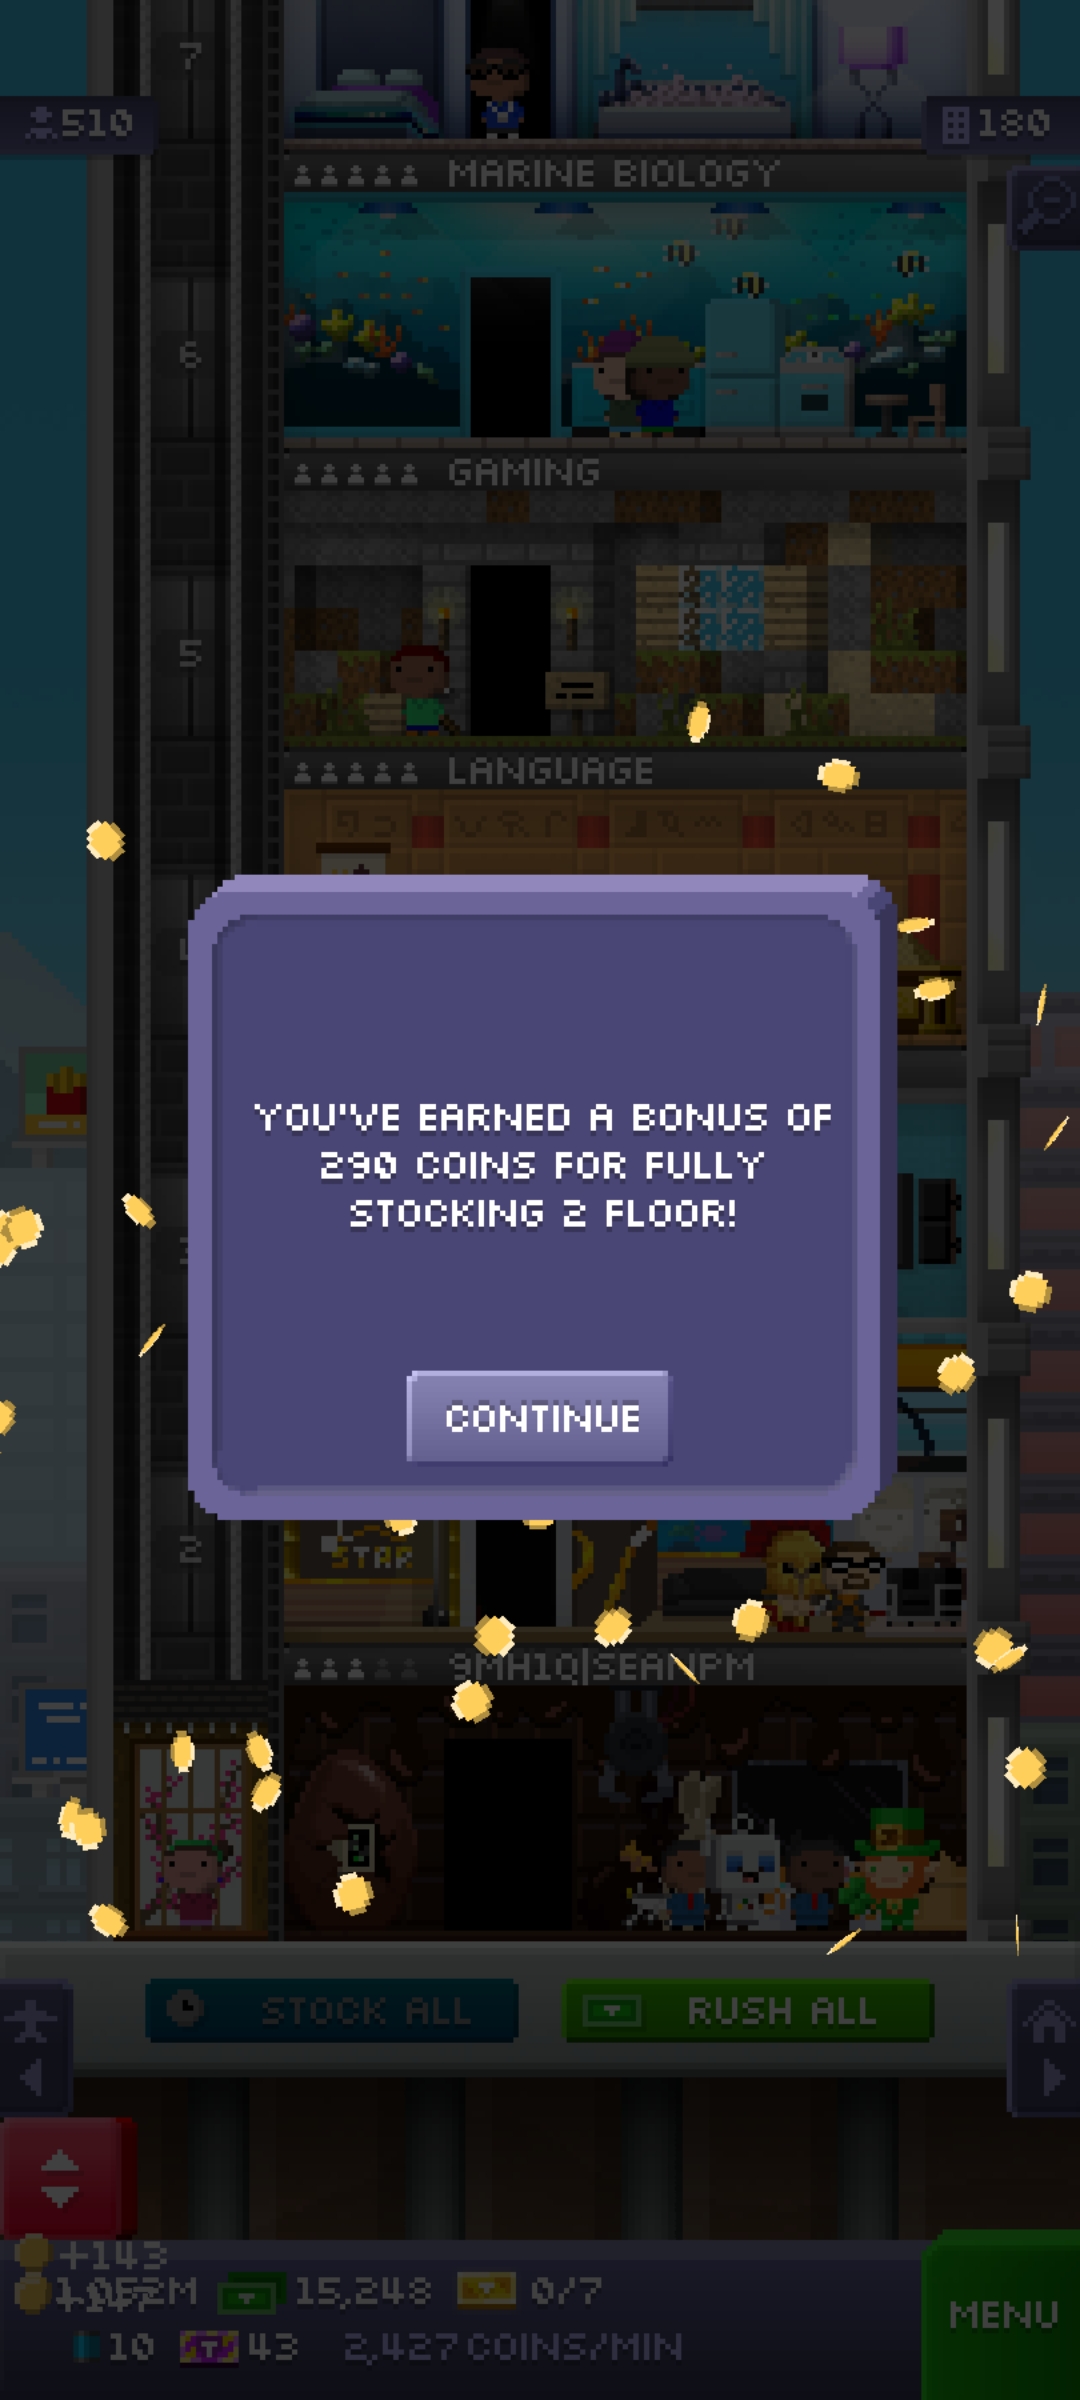 7
510
180
MARINE BIOLOGY
6
GAMING
5
LANGUAGE
YOU'VE EARNED A BONUS OF
290 COINS FOR FULLY
STOCKING 2 FLOOR!
CONTINUE
2
STAR
9MH1Q|SEANPM
STOCK ALL
RUSH ALL
+143
15,248
0/7
MENU
10
43
2,427 COINS/MIN